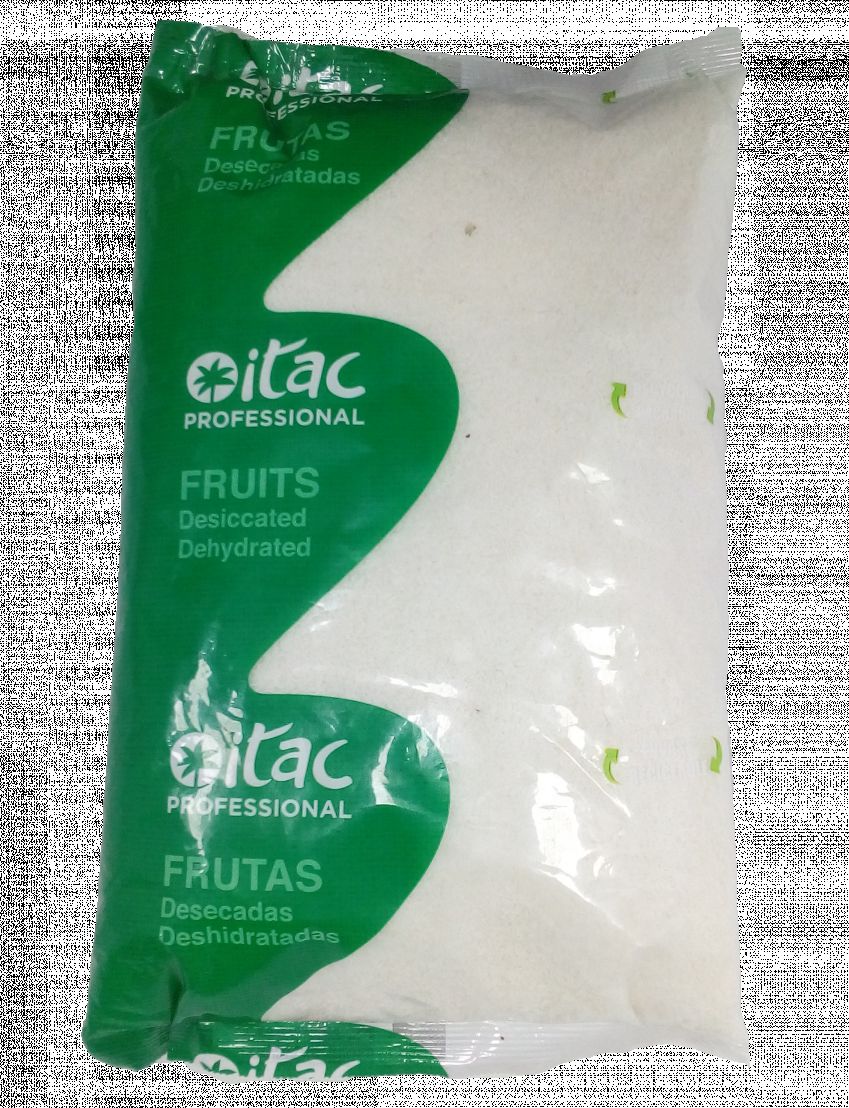 PROFESSIONAL
FRUTAS
Desecadas
Deshidratadas
itac
PROFESSIONAL
FRUITS
Desiccated
Dehydrated
itac
PROFESSIONAL
FRUTAS
Desecadas
Deshidratadas
itac